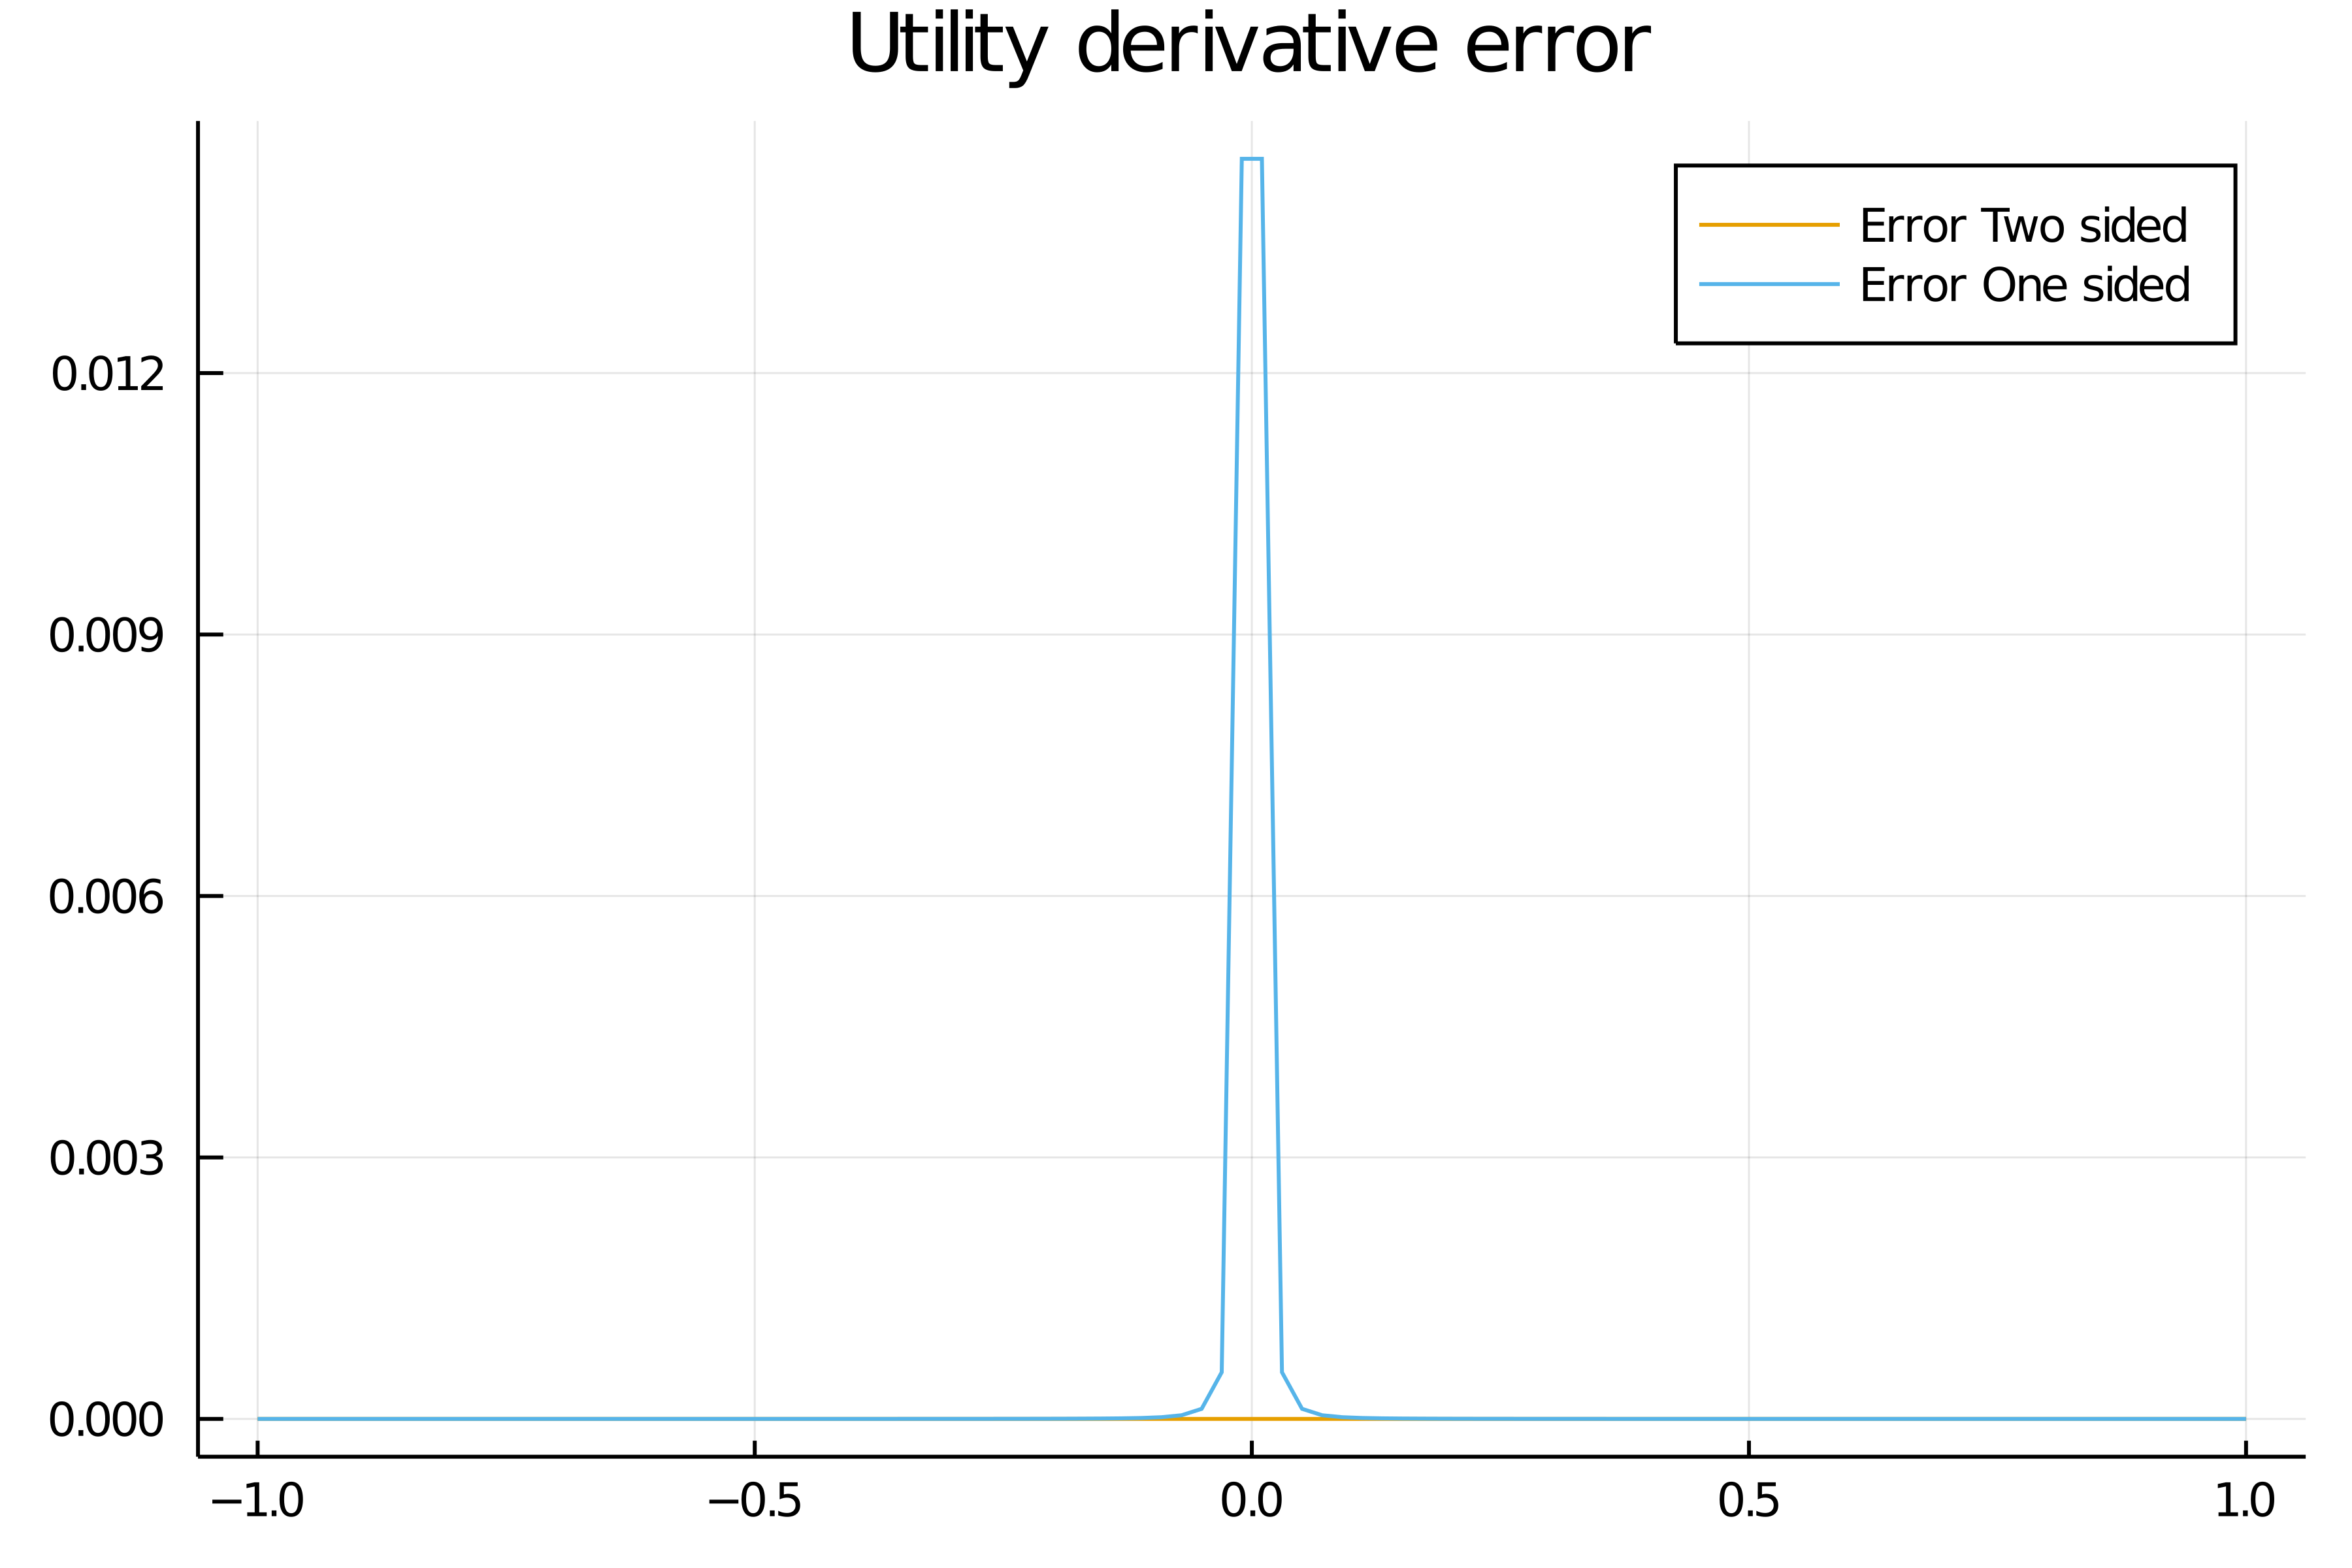 Utility derivative error
Error Two sided
Error One sided
0.012
0.009
0.006
0.003
0.000
−1.0 −0.5 0.0 0.5 1.0